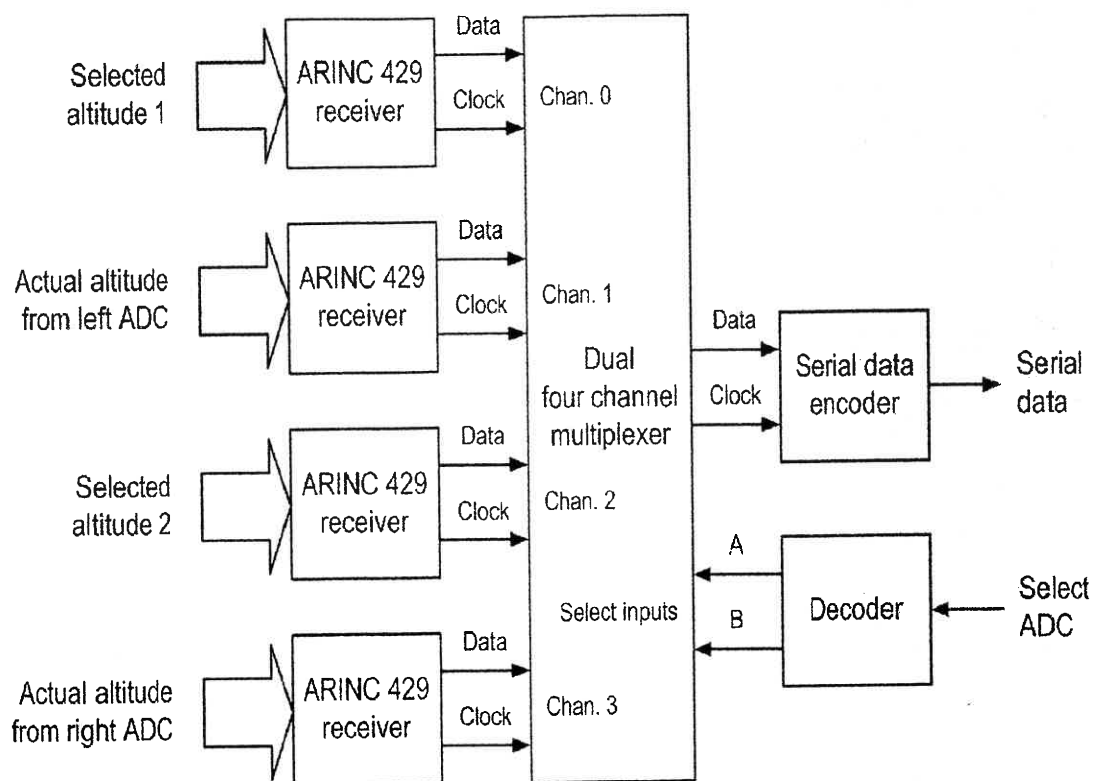 Selected
altitude 1
ARINC 429
receiver
Data
Clock
Chan. 0
Actual altitude
from left ADC
ARINC 429
receiver
Data
Clock
Chan. 1
Dual
four channel
multiplexer
Data
Clock
Serial data
encoder
Serial
data
Selected
altitude 2
ARINC 429
receiver
Data
Clock
Chan. 2
Select inputs
A
B
Decoder
Select
ADC
Actual altitude
from right ADC
ARINC 429
receiver
Data
Clock
Chan. 3